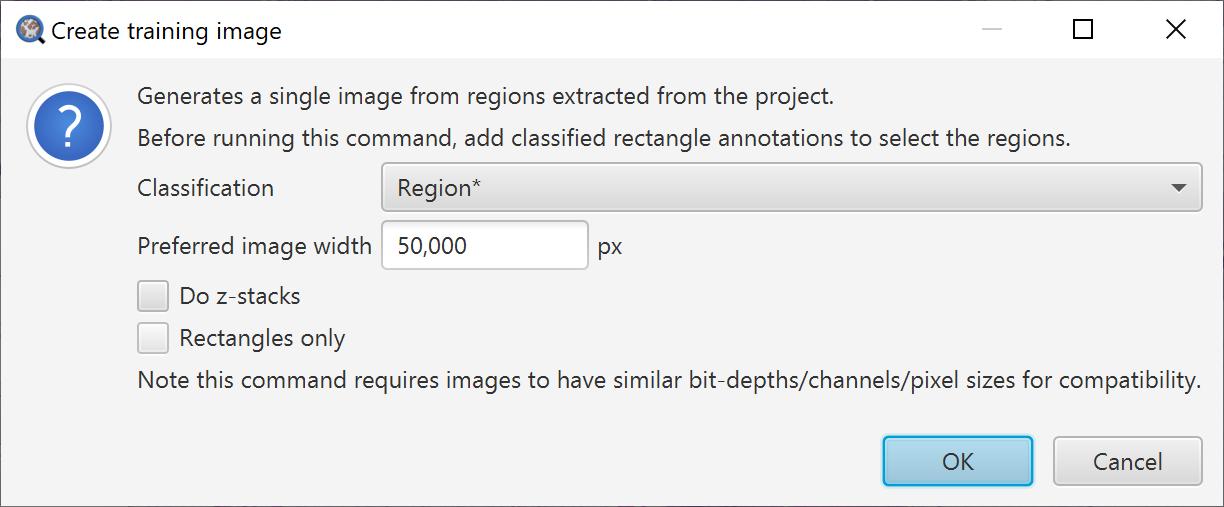 Create training image
?
Generates a single image from regions extracted from the project.
Before running this command, add classified rectangle annotations to select the regions.
Classification Region*
Preferred image width 50,000 px
Do z-stacks
Rectangles only
Note this command requires images to have similar bit-depths/channels/pixel sizes for compatibility.
OK Cancel